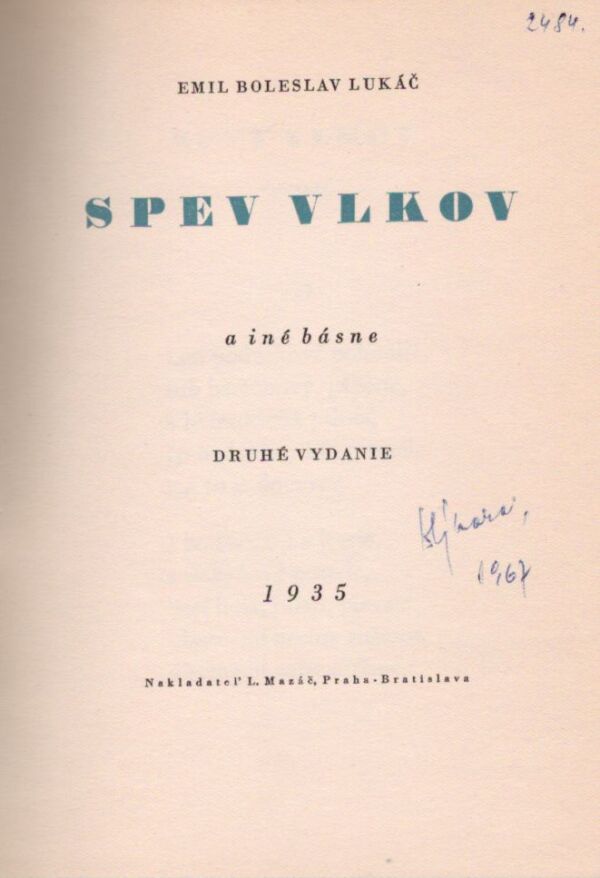 2484.
EMIL BOLESLAV LUKÁČ
SPEV VLKOV
a iné básne
DRUHÉ VYDANIE
1967
1935
Nakladateľ L. Mazáč, Praha-Bratislava